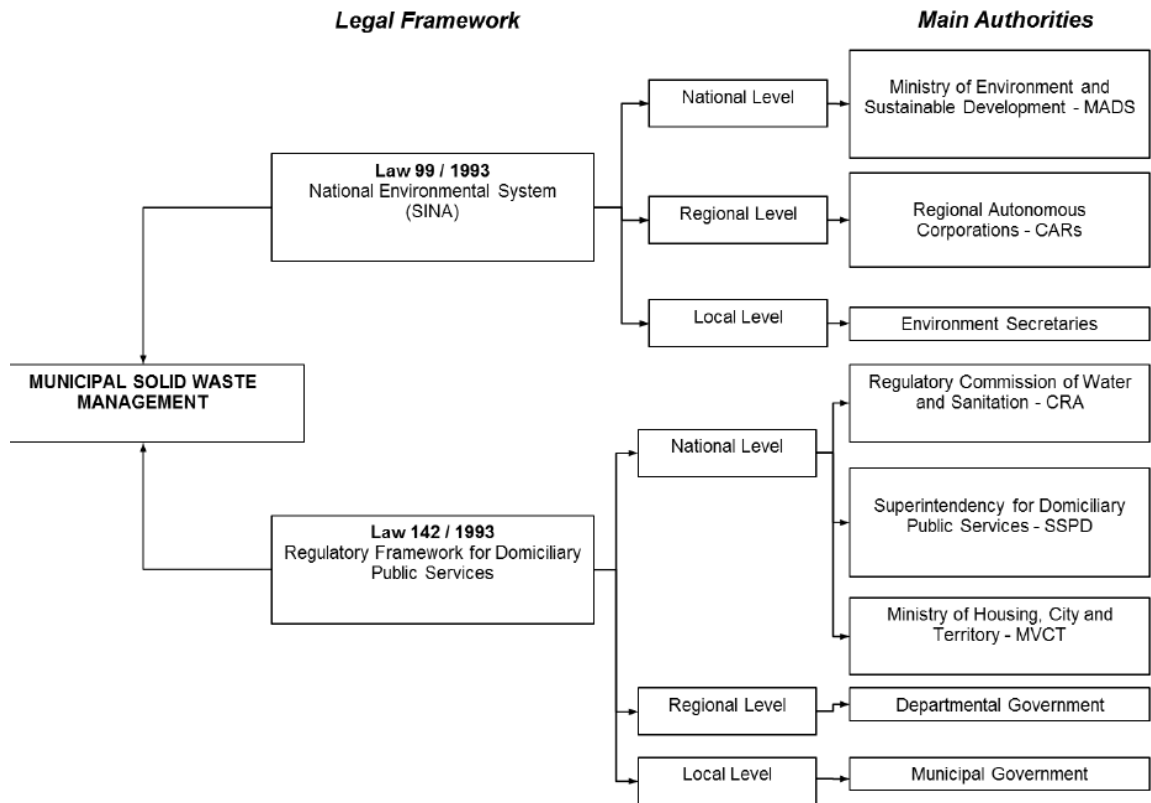 Legal Framework
Main Authorities
National Level
Ministry of Environment and
Sustainable Development - MADS
Law 99 / 1993
National Environmental System
(SINA)
Regional Level
Regional Autonomous
Corporations - CARs
Local Level
Environment Secretaries
MUNICIPAL SOLID WASTE
MANAGEMENT
Regulatory Commission of Water
and Sanitation - CRA
National Level
Superintendency for Domiciliary
Public Services - SSPD
Law 142 / 1993
Regulatory Framework for Domiciliary
Public Services
Ministry of Housing, City and
Territory - MVCT
Regional Level
Departmental Government
Local Level
Municipal Government